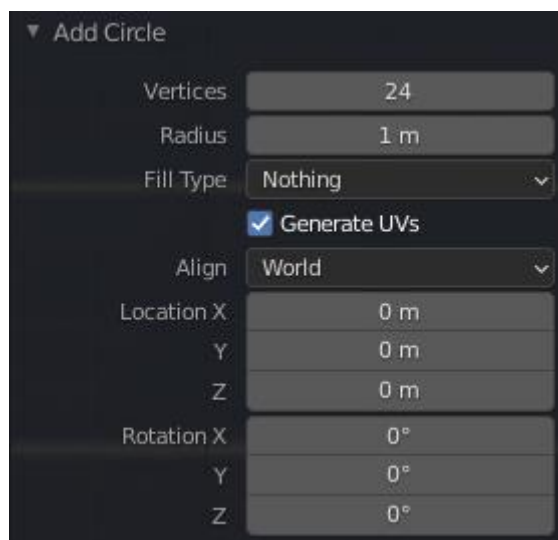 Add Circle
Vertices 24
Radius 1 m
Fill Type Nothing
Generate UVs
Align World
Location X 0 m
Y 0 m
Z 0 m
Rotation X 0°
Y 0°
Z 0°